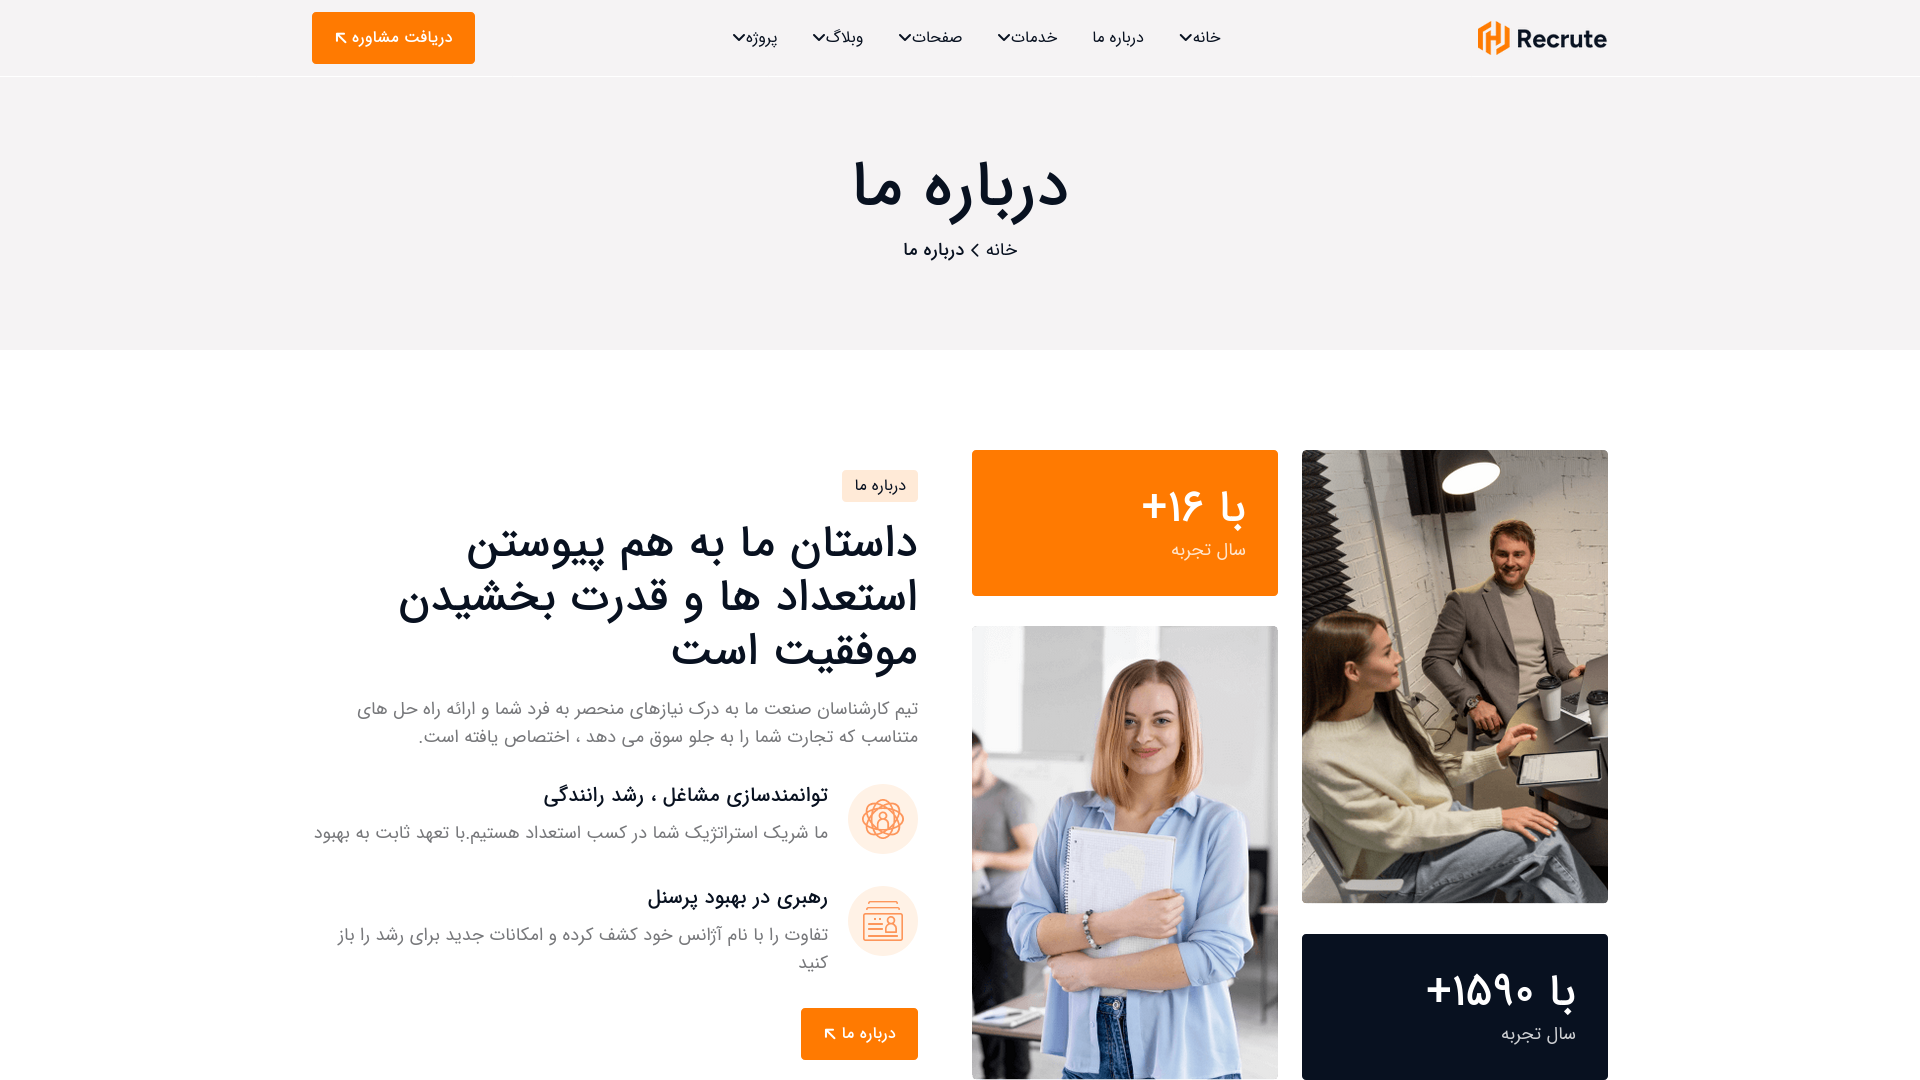 Recrute
خانه
درباره ما
خدمات
صفحات
وبلاگ
پروژه
دریافت مشاوره
درباره ما
خانه
درباره ما
با ۱۶+
سال تجربه
با ۱۵۹۰+
سال تجربه
درباره ما
داستان ما به هم پیوستن
استعداد ها و قدرت بخشیدن
موفقیت است
تیم کارشناسان صنعت ما به درک نیازهای منحصر به فرد شما و ارائه راه حل های
متناسب که تجارت شما را به جلو سوق می دهد ، اختصاص یافته است.
توانمندسازی مشاغل ، رشد رانندگی
ما شریک استراتژیک شما در کسب استعداد هستیم.با تعهد ثابت به بهبود
رهبری در بهبود پرسنل
تفاوت را با نام آژانس خود کشف کرده و امکانات جدید برای رشد را باز
کنید
درباره ما